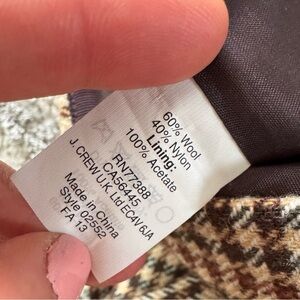 60% Wool
40% Nylon
Lining:
100% Acetate
RN77388
CA56445
J. CREW U.K. Ltd EC4V 6JA
Made in China
Style 02552
FA 13